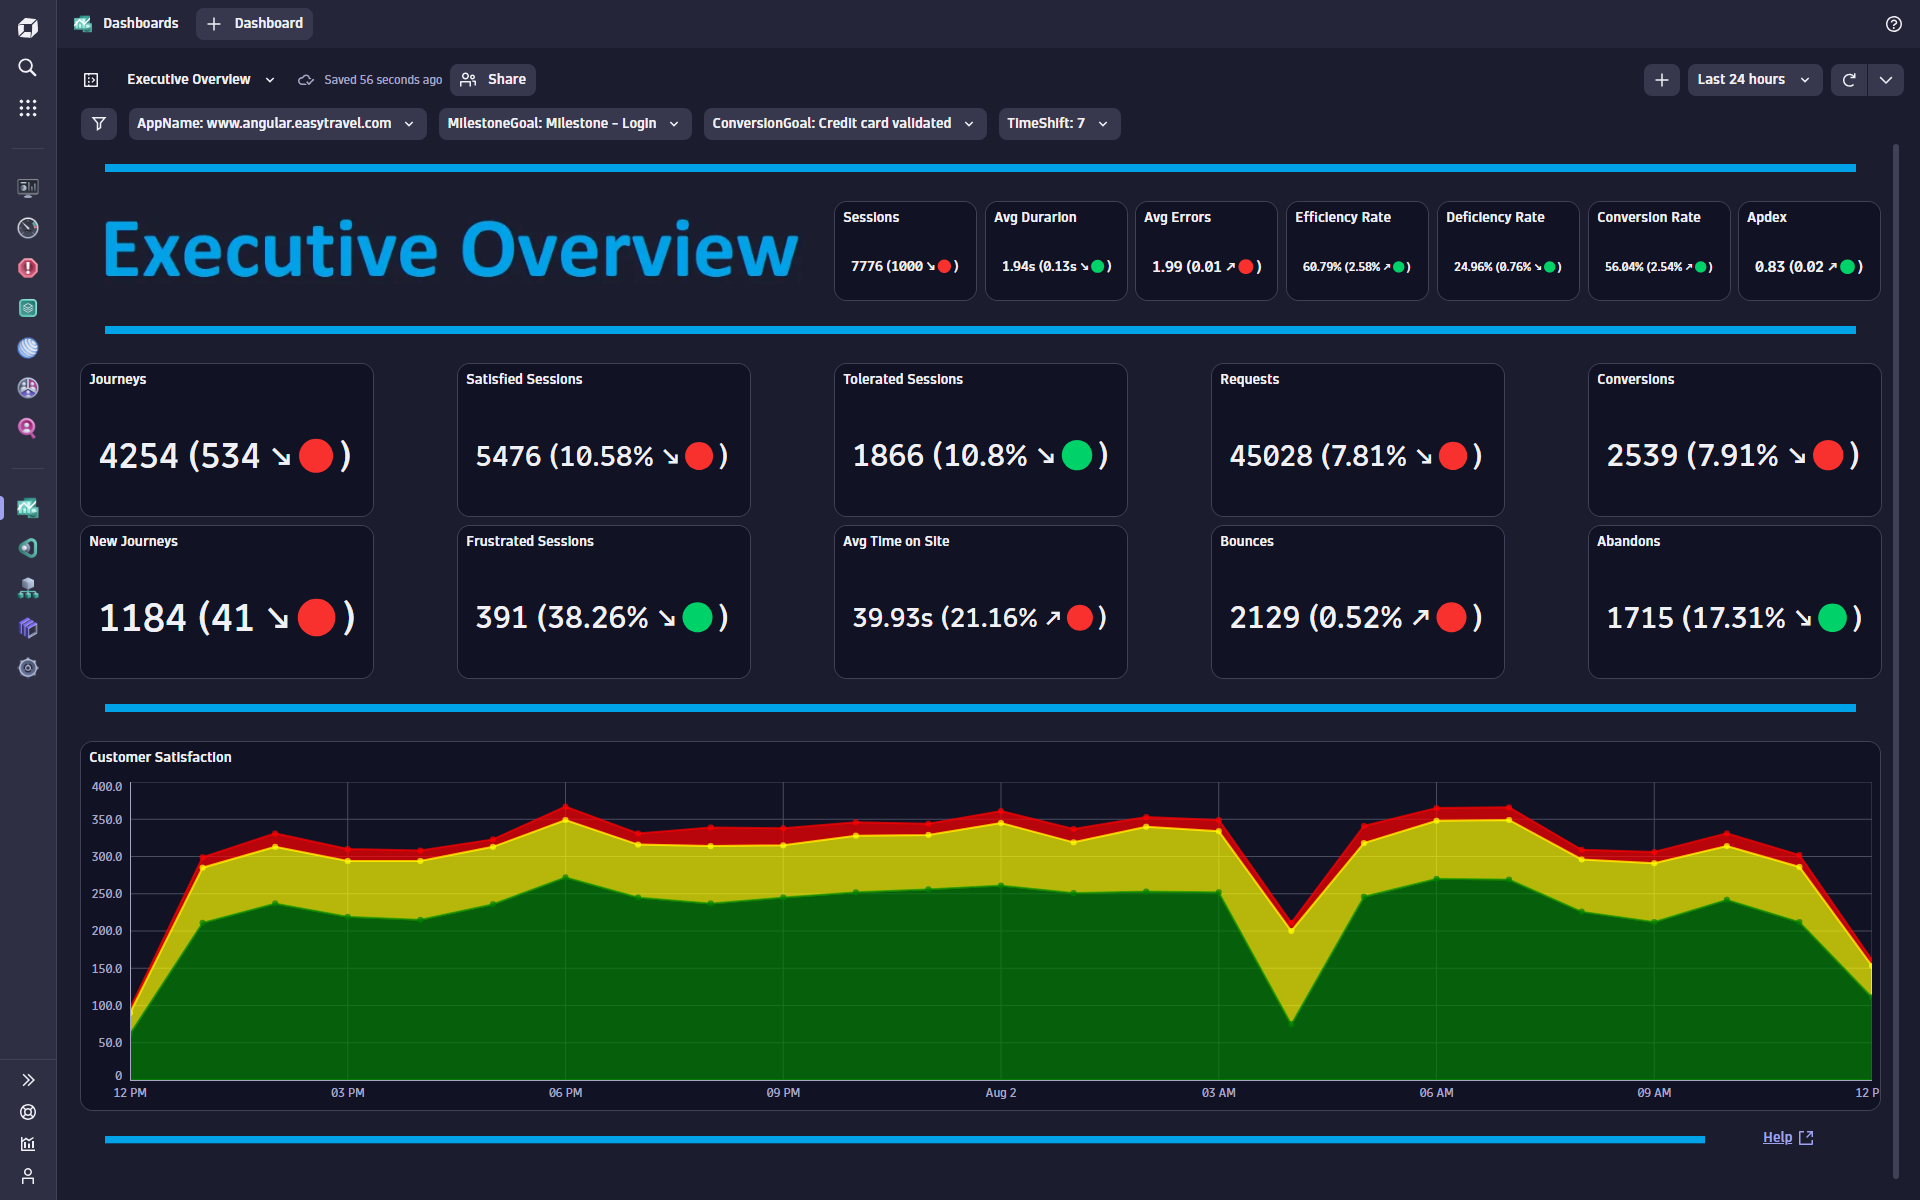 Dashboards
Dashboard
Executive Overview
Saved 56 seconds ago
Share
Last 24 hours
AppName: www.angular.easytravel.com
MilestoneGoal: Milestone - Login
ConversionGoal: Credit card validated
TimeShift: 7
Executive Overview
Sessions
7776 (1000 ↘🔴)
Avg Durarion
1.94s (0.13s ↘🟢)
Avg Errors
1.99 (0.01 ↗🔴)
Efficiency Rate
60.79% (2.58% ↗🟢)
Deficiency Rate
24.96% (0.76% ↘🟢)
Conversion Rate
56.04% (2.54% ↗🟢)
Apdex
0.83 (0.02 ↗🟢)
Journeys
4254 (534 ↘🔴)
Satisfied Sessions
5476 (10.58% ↘🔴)
Tolerated Sessions
1866 (10.8% ↘🟢)
Requests
45028 (7.81% ↘🔴)
Conversions
2539 (7.91% ↘🔴)
New Journeys
1184 (41 ↘🔴)
Frustrated Sessions
391 (38.26% ↘🟢)
Avg Time on Site
39.93s (21.16% ↗🔴)
Bounces
2129 (0.52% ↗🔴)
Abandons
1715 (17.31% ↘🟢)
Customer Satisfaction
400.0
350.0
300.0
250.0
200.0
150.0
100.0
50.0
0
12 PM 03 PM 06 PM 09 PM Aug 2 03 AM 06 AM 09 AM 12 P
Help